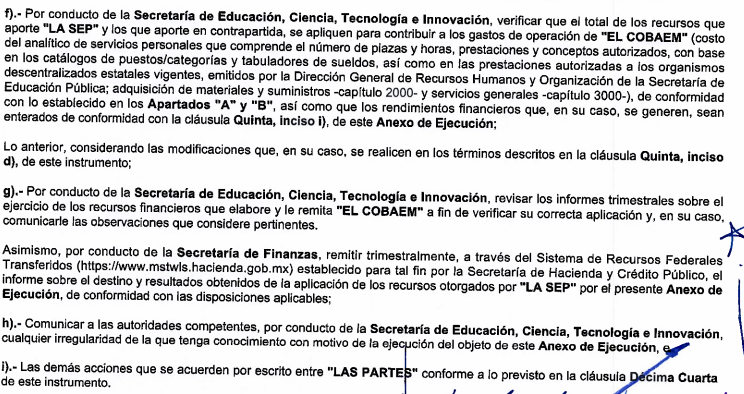 f).- Por conducto de la Secretaría de Educación, Ciencia, Tecnología e Innovación, verificar que el total de los recursos que
aporte "LA SEP" y los que aporte en contrapartida, se apliquen para contribuir a los gastos de operación de "EL COBAEM" (costo
del analítico de servicios personales que comprende el número de plazas y horas, prestaciones y conceptos autorizados, con base
en los catálogos de puestos/categorías y tabuladores de sueldos, así como en las prestaciones autorizadas a los organismos
descentralizados estatales vigentes, emitidos por la Dirección General de Recursos Humanos y Organización de la Secretaría de
Educación Pública; adquisición de materiales y suministros -capítulo 2000- y servicios generales -capítulo 3000-), de conformidad
con lo establecido en los Apartados "A" y "B", así como que los rendimientos financieros que, en su caso, se generen, sean
enterados de conformidad con la cláusula Quinta, inciso i), de este Anexo de Ejecución;
Lo anterior, considerando las modificaciones que, en su caso, se realicen en los términos descritos en la cláusula Quinta, inciso
d), de este instrumento;
g).- Por conducto de la Secretaría de Educación, Ciencia, Tecnología e Innovación, revisar los informes trimestrales sobre el
ejercicio de los recursos financieros que elabore y le remita "EL COBAEM" a fin de verificar su correcta aplicación y, en su caso,
comunicarle las observaciones que considere pertinentes.
Asimismo, por conducto de la Secretaría de Finanzas, remitir trimestralmente, a través del Sistema de Recursos Federales
Transferidos (https://www.mstwls.hacienda.gob.mx) establecido para tal fin por la Secretaría de Hacienda y Crédito Público, el
informe sobre el destino y resultados obtenidos de la aplicación de los recursos otorgados por "LA SEP" por el presente Anexo de
Ejecución, de conformidad con las disposiciones aplicables;
h).- Comunicar a las autoridades competentes, por conducto de la Secretaría de Educación, Ciencia, Tecnología e Innovación,
cualquier irregularidad de la que tenga conocimiento con motivo de la ejecución del objeto de este Anexo de Ejecución, e
i).- Las demás acciones que se acuerden por escrito entre "LAS PARTES" conforme a lo previsto en la cláusula Décima Cuarta
de este instrumento.